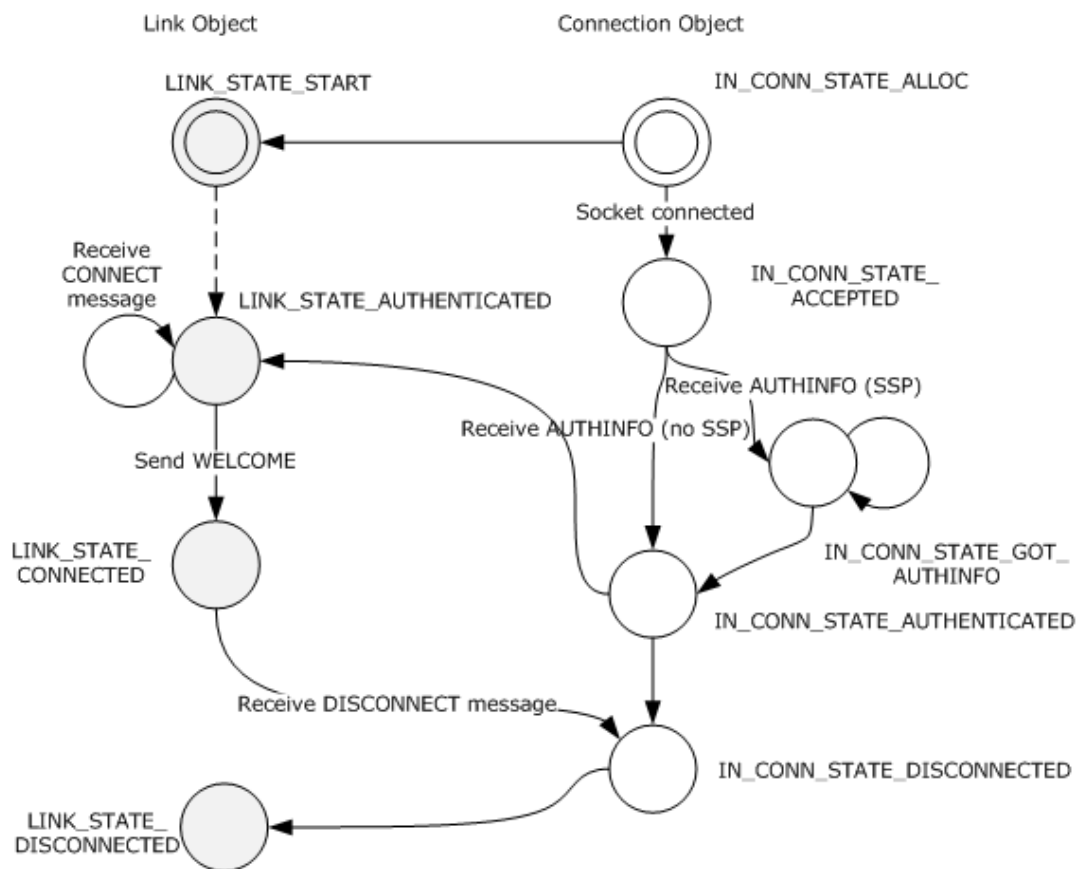 Link Object
Connection Object
LINK_STATE_START
IN_CONN_STATE_ALLOC
Socket connected
Receive
CONNECT
message
LINK_STATE_AUTHENTICATED
IN_CONN_STATE_
ACCEPTED
Receive AUTHINFO (SSP)
Receive AUTHINFO (no SSP)
Send WELCOME
LINK_STATE_
CONNECTED
IN_CONN_STATE_GOT_
AUTHINFO
IN_CONN_STATE_AUTHENTICATED
Receive DISCONNECT message
IN_CONN_STATE_DISCONNECTED
LINK_STATE_
DISCONNECTED